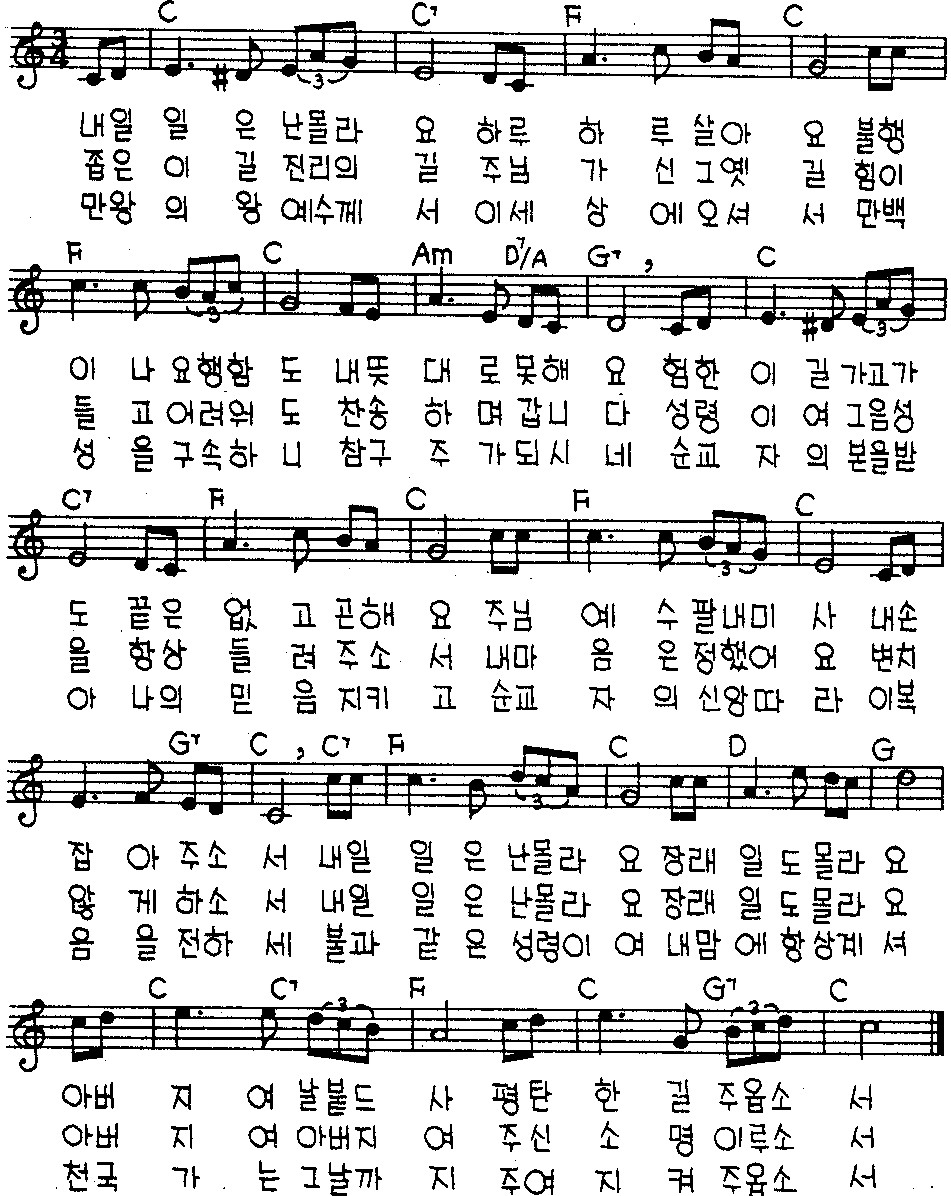 C C7 F C
3
4
3
내일 일 은 난몰라 요 하루 하 루 살아 요 불행
좁은 이 길 진리의 길 주님 가 신 그옛 길 힘이
만왕 의 왕 예수께 서 이세 상 에 오셔 서 만백
F C Am D7/A G7 , C
3 3
이 나 요행함 도 내뜻 대 로 못해 요 험한 이 길 가고가
들 고 어려워 도 찬송 하 며 갑니 다 성령 이 여 그음성
성 을 구속하 니 참구 주 가 되시 네 순교 자 의 본을받
C7 F C F C
3
도 끝은 없 고 곤해 요 주님 예 수 팔내미 사 내손
을 항상 들 려 주소 서 내마 음 은 정했어 요 변치
아 나의 믿 음 지키 고 순교 자 의 신앙따 라 이복
G7 C , C7 F C D G
3
잡 아 주소 서 내일 일 은 난몰라 요 장래 일 도 몰라 요
않 게 하소 서 내일 일 은 난몰라 요 장래 일 도 몰라 요
음 을 전하 세 불과 같 은 성령이 여 내맘 에 항상계 셔
C C7 F C G7 C
3 3
아버 지 여 날붙드 사 평탄 한 길 주옵소 서
아버 지 여 아버지 여 주신 소 명 이루소 서
천국 가 는 그날까 지 주여 지 켜 주옵소 서